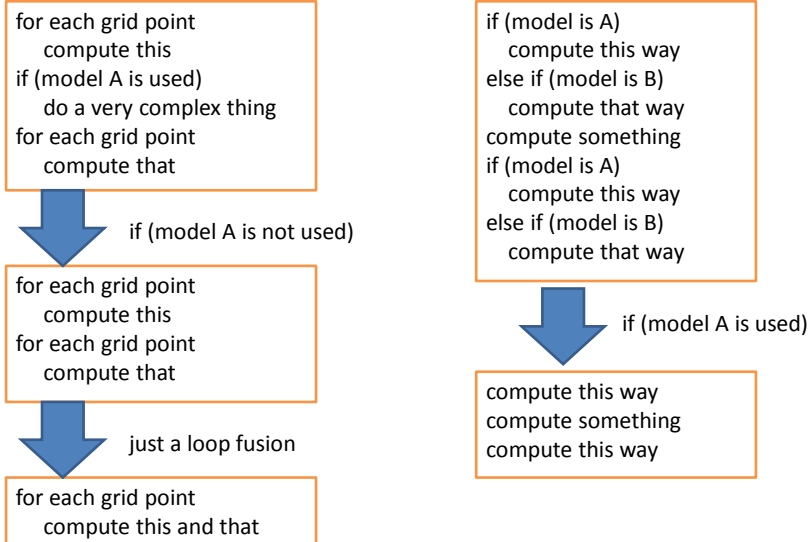 for each grid point
compute this
if (model A is used)
do a very complex thing
for each grid point
compute that
if (model A is not used)
for each grid point
compute this
for each grid point
compute that
just a loop fusion
for each grid point
compute this and that
if (model is A)
compute this way
else if (model is B)
compute that way
compute something
if (model is A)
compute this way
else if (model is B)
compute that way
if (model A is used)
compute this way
compute something
compute this way